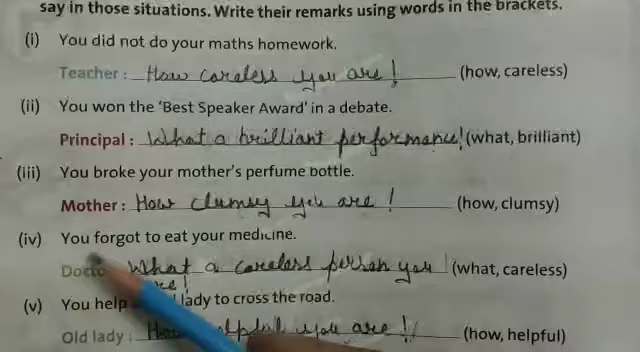 say in those situations. Write their remarks using words in the brackets.
(i) You did not do your maths homework.
Teacher : How careless you are! (how, careless)
(ii) You won the 'Best Speaker Award' in a debate.
Principal : What a brilliant performance! (what, brilliant)
(iii) You broke your mother's perfume bottle.
Mother : How clumsy you are! (how, clumsy)
(iv) You forgot to eat your medicine.
What a careless person you (what, careless)
(v) You help lady to cross the road.
Old lady : you are! (how, helpful)